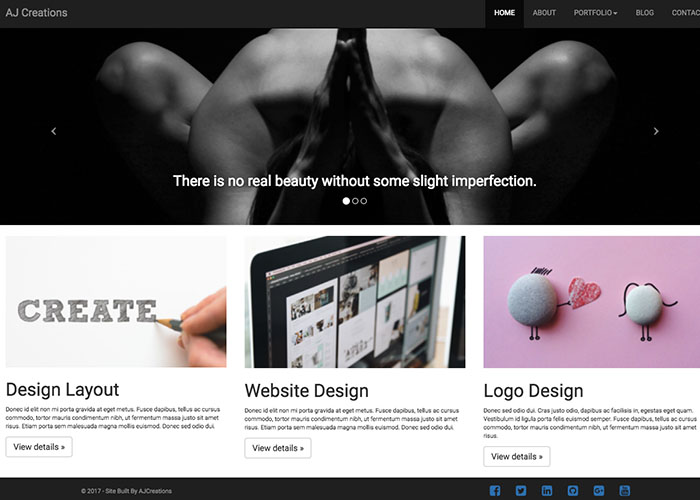 AJ Creations
HOME ABOUT PORTFOLIO BLOG CONTAC
There is no real beauty without some slight imperfection.
CREATE
Design Layout
Donec id elit non mi porta gravida at eget metus. Fusce dapibus, tellus ac cursus
commodo, tortor mauris condimentum nibh, ut fermentum massa justo sit amet
risus. Etiam porta sem malesuada magna mollis euismod. Donec sed odio dui.
View details »
Website Design
Donec id elit non mi porta gravida at eget metus. Fusce dapibus, tellus ac cursus
commodo, tortor mauris condimentum nibh, ut fermentum massa justo sit amet
risus. Etiam porta sem malesuada magna mollis euismod. Donec sed odio dui.
View details »
Logo Design
Donec sed odio dui. Cras justo odio, dapibus ac facilisis in, egestas eget quam.
Vestibulum id ligula porta felis euismod semper. Fusce dapibus, tellus ac cursus
commodo, tortor mauris condimentum nibh, ut fermentum massa justo sit amet
risus.
View details »
© 2017 - Site Built By AJCreations